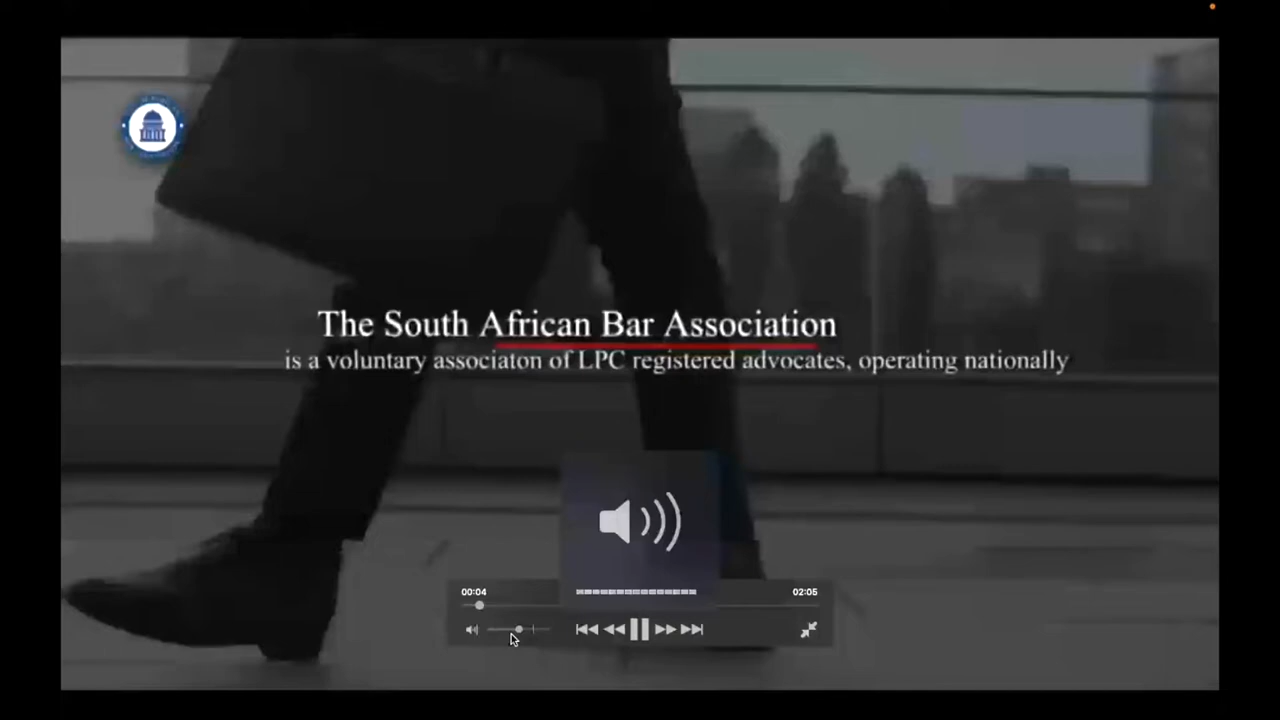 The South African Bar Association
is a voluntary associaton of LPC registered advocates, operating nationally
00:04
02:05